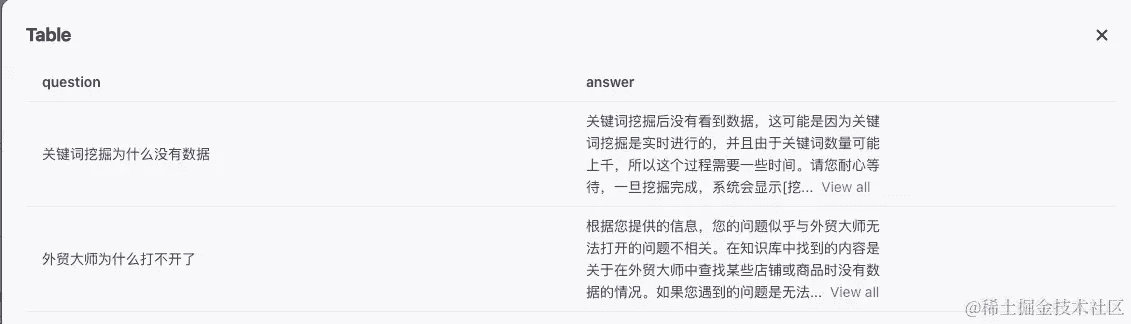 Table
×
question
answer
关键词挖掘为什么没有数据
关键词挖掘后没有看到数据，这可能是因为关键
词挖掘是实时进行的，并且由于关键词数量可能
上千，所以这个过程需要一些时间。请您耐心等
待，一旦挖掘完成，系统会显示[挖... View all
外贸大师为什么打不开了
根据您提供的信息，您的问题似乎与外贸大师无
法打开的问题不相关。在知识库中找到的内容是
关于在外贸大师中查找某些店铺或商品时没有数
据的情况。如果您遇到的问题是无法... View all
@稀土掘金技术社区